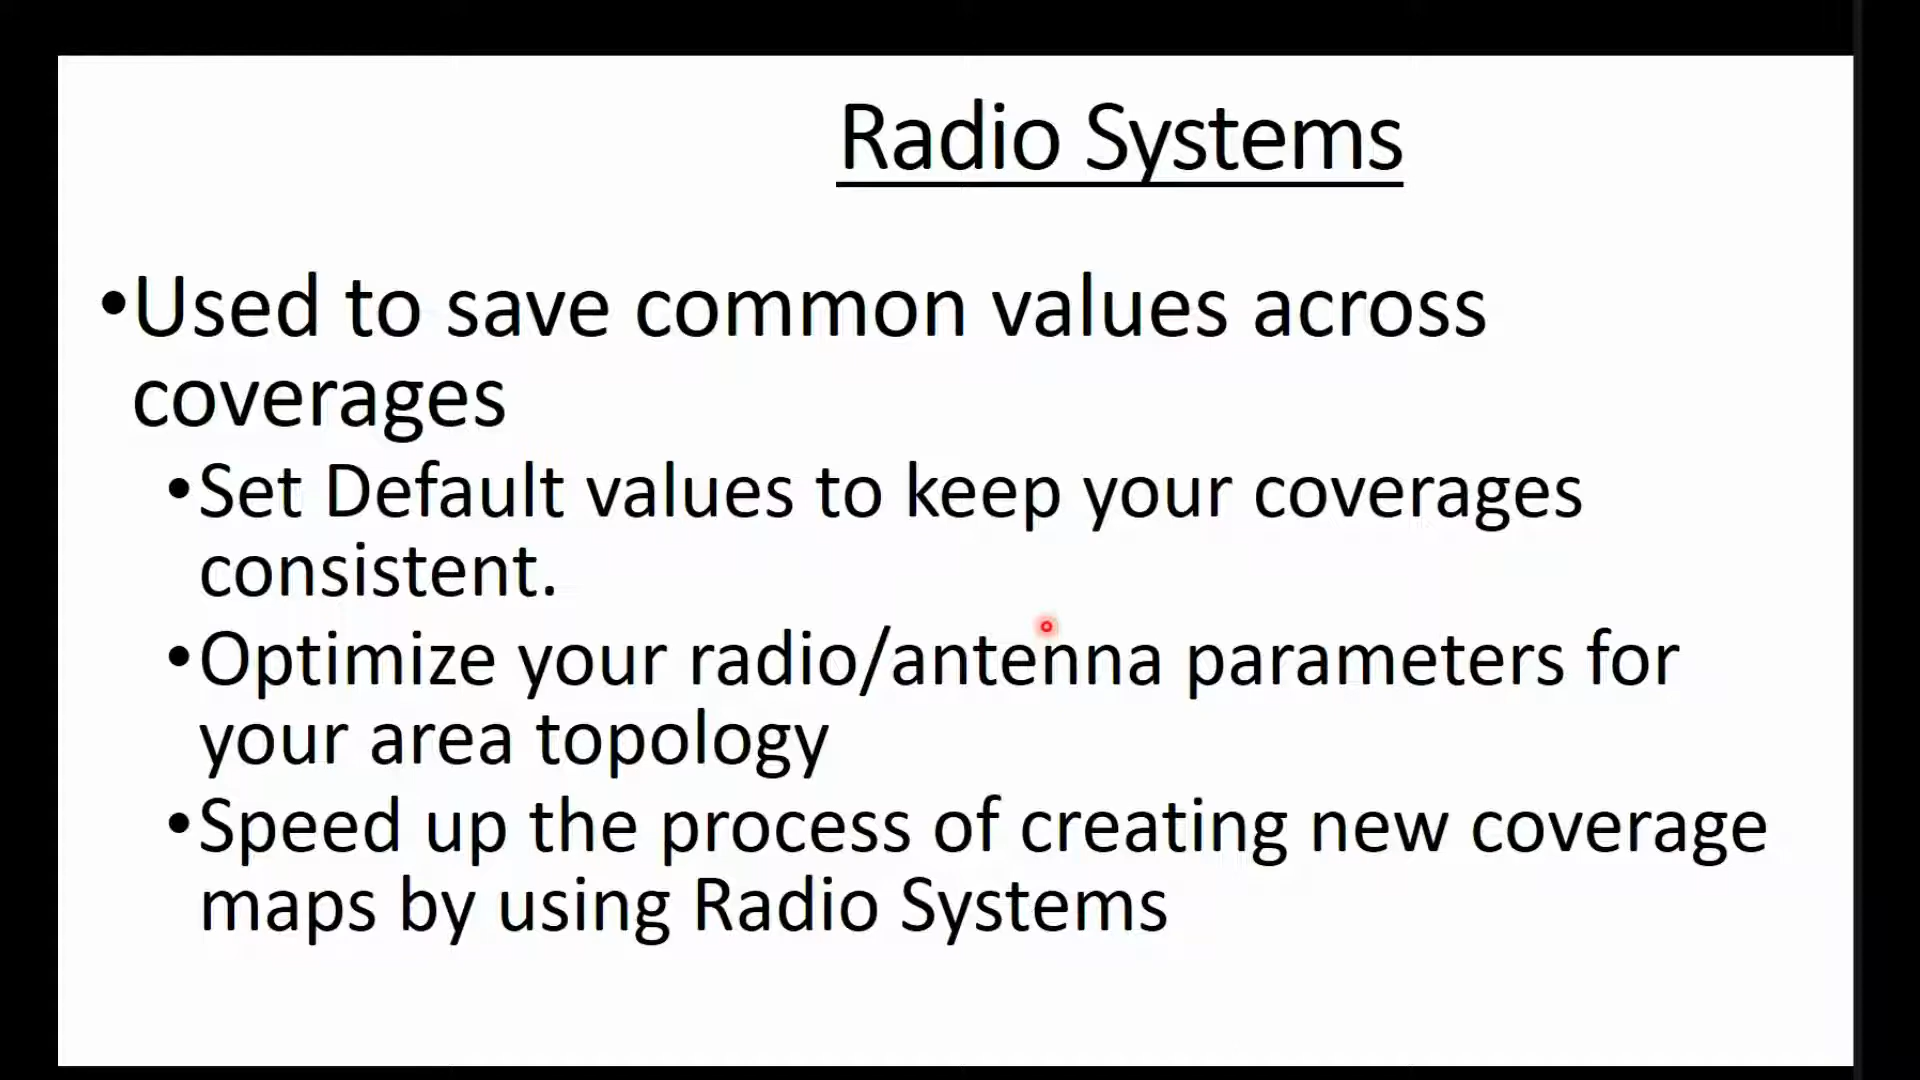 Radio Systems
•Used to save common values across
coverages
•Set Default values to keep your coverages
consistent.
•Optimize your radio/antenna parameters for
your area topology
•Speed up the process of creating new coverage
maps by using Radio Systems